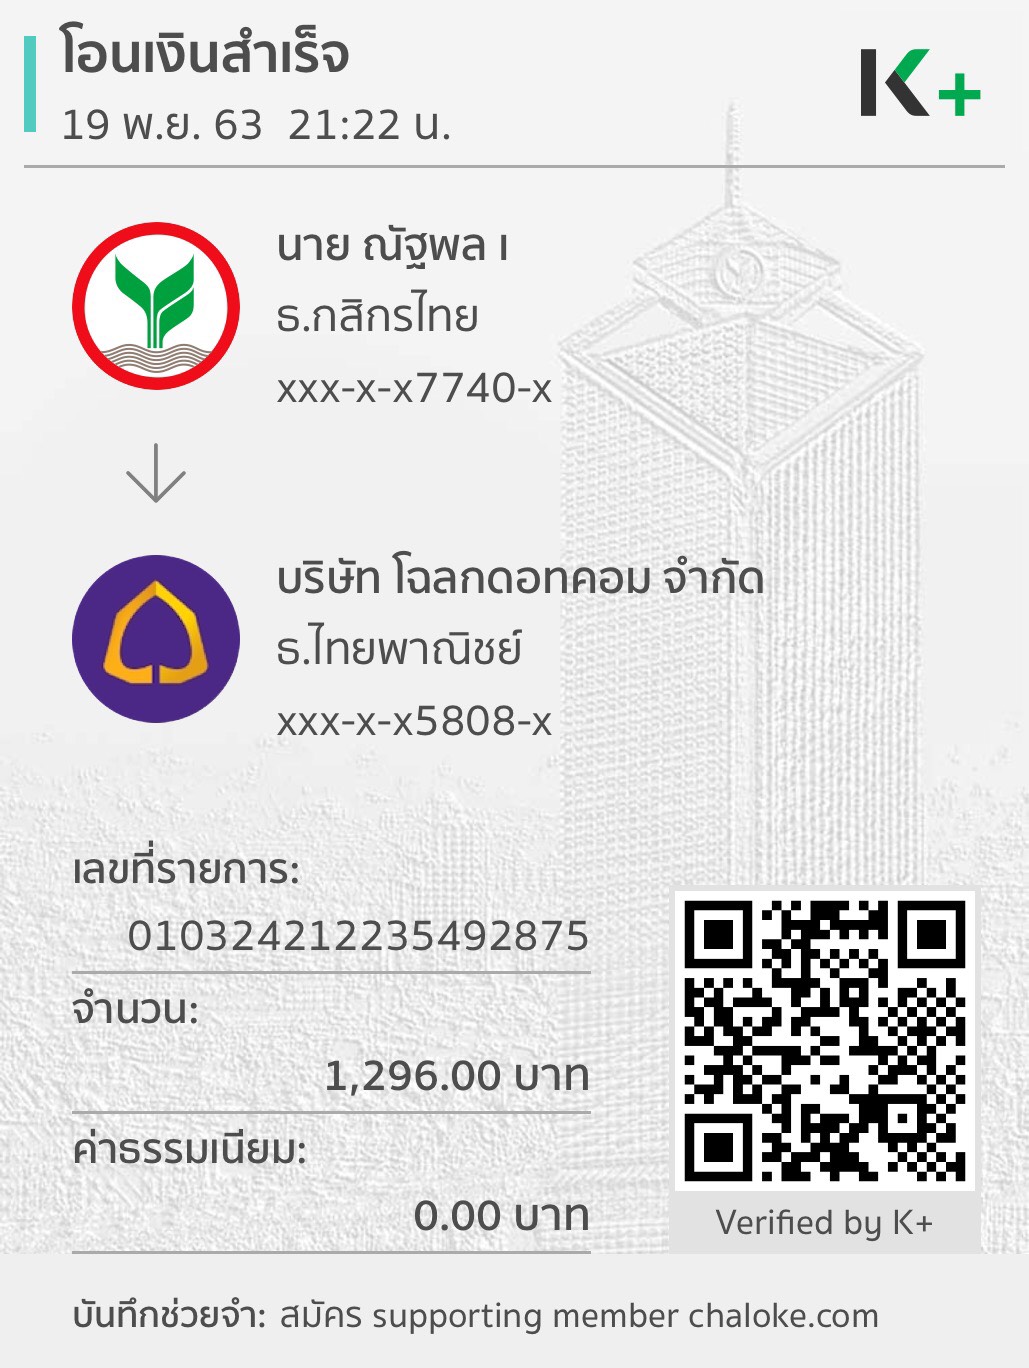 โอนเงินสำเร็จ
19 พ.ย. 63 21:22 น.
K+
นาย ณัฐพล เ
ธ.กสิกรไทย
xxx-x-x7740-x
บริษัท โฉลกดอทคอม จำกัด
ธ.ไทยพาณิชย์
xxx-x-x5808-x
เลขที่รายการ:
010324212235492875
จำนวน:
1,296.00 บาท
ค่าธรรมเนียม:
0.00 บาท
Verified by K+
บันทึกช่วยจำ: สมัคร supporting member chaloke.com